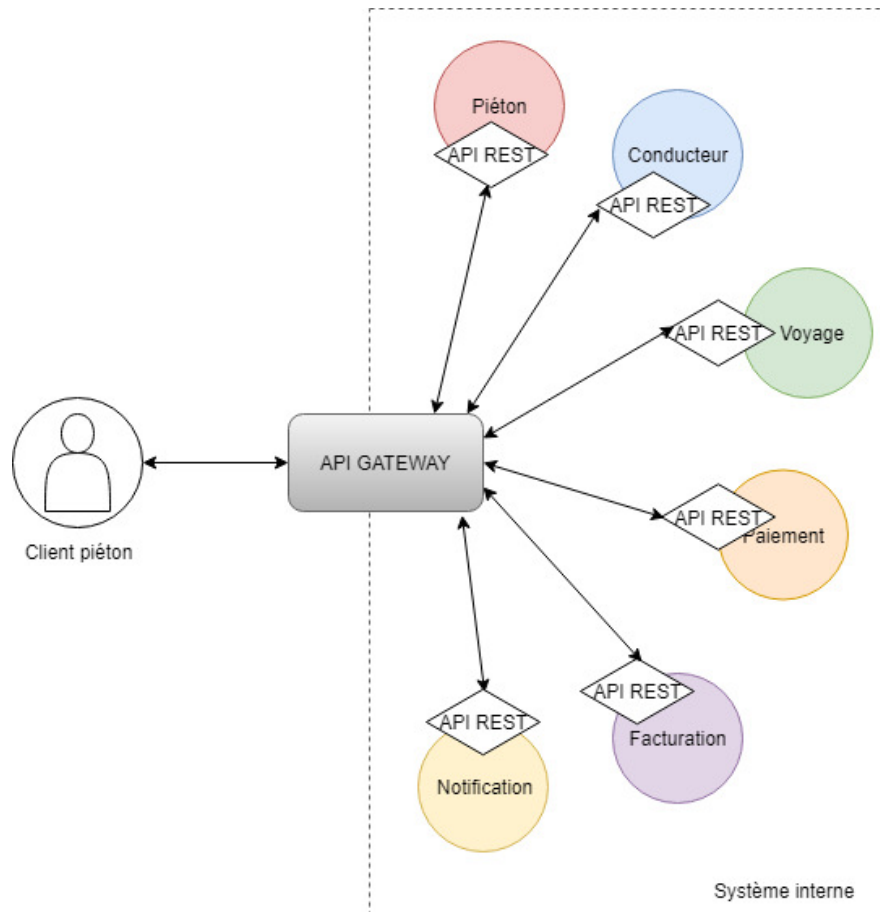 Piéton
API REST
Conducteur
API REST
API REST
Voyage
API GATEWAY
Client piéton
API REST
Paiement
API REST
Facturation
API REST
Notification
Système interne